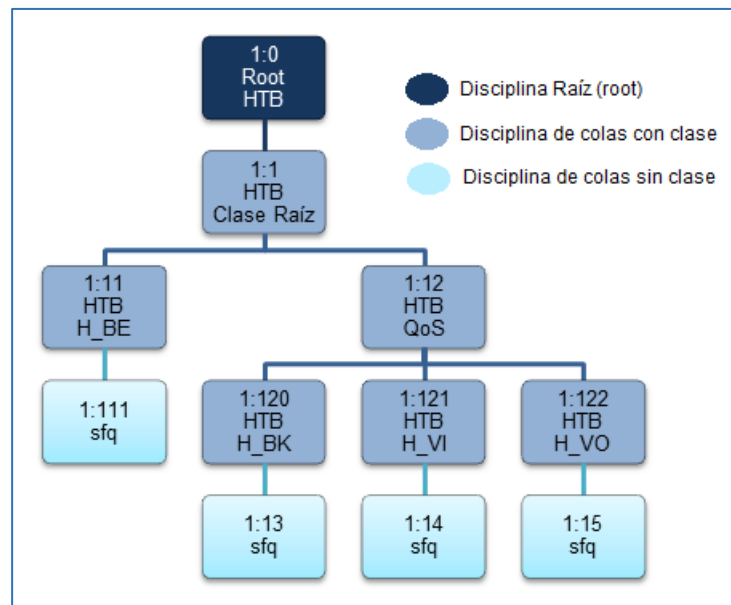 1:0
Root
HTB
Disciplina Raíz (root)
Disciplina de colas con clase
Disciplina de colas sin clase
1:1
HTB
Clase Raíz
1:11
HTB
H_BE
1:12
HTB
QoS
1:111
sfq
1:120
HTB
H_BK
1:121
HTB
H_VI
1:122
HTB
H_VO
1:13
sfq
1:14
sfq
1:15
sfq